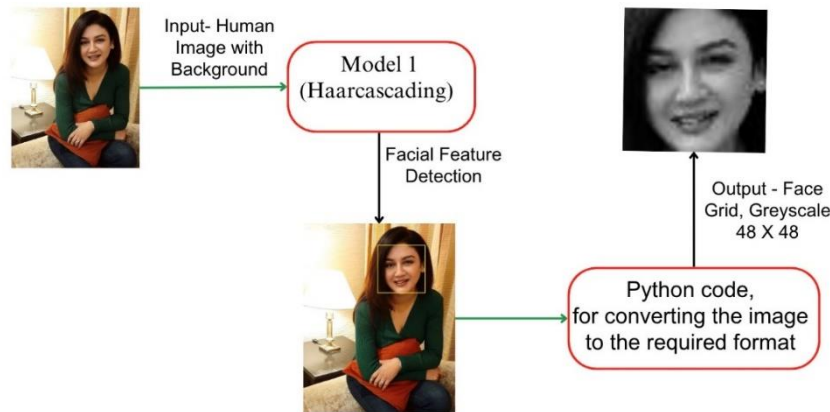 Input- Human
Image with
Background
Model 1
(Haarcascading)
Facial Feature
Detection
Output - Face
Grid, Greyscale
48 X 48
Python code,
for converting the image
to the required format